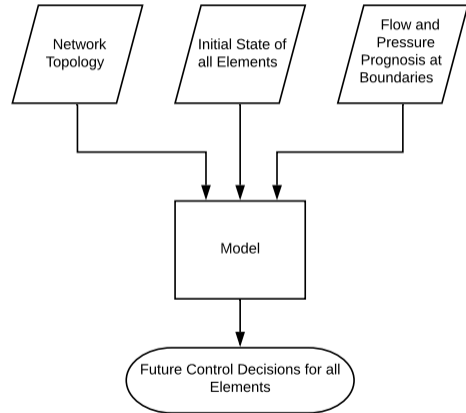 Network
Topology
Initial State of
all Elements
Flow and
Pressure
Prognosis at
Boundaries
Model
Future Control Decisions for all
Elements